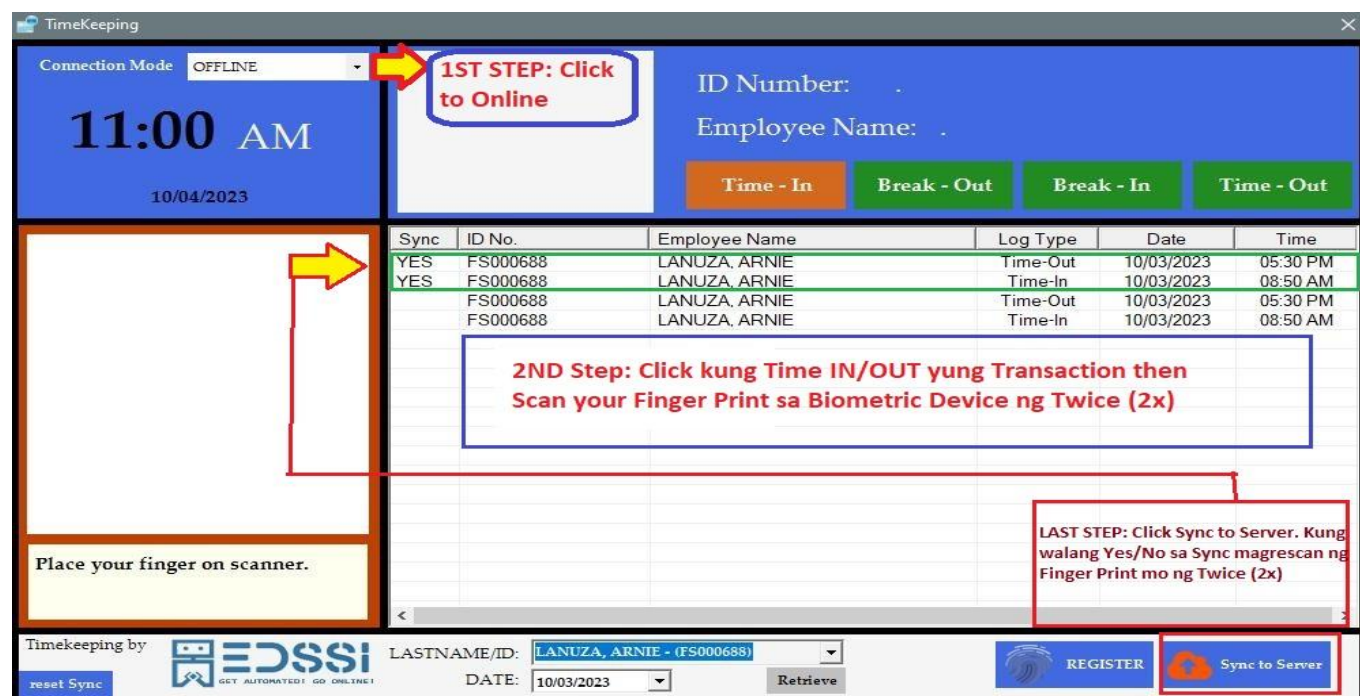 TimeKeeping
Connection Mode OFFLINE
11:00 AM
10/04/2023
1ST STEP: Click
to Online
ID Number: .
Employee Name: .
Time - In Break - Out Break - In Time - Out
Sync ID No. Employee Name Log Type Date Time
YES FS000688 LANUZA, ARNIE Time-Out 10/03/2023 05:30 PM
YES FS000688 LANUZA, ARNIE Time-In 10/03/2023 08:50 AM
FS000688 LANUZA, ARNIE Time-Out 10/03/2023 05:30 PM
FS000688 LANUZA, ARNIE Time-In 10/03/2023 08:50 AM
2ND Step: Click kung Time IN/OUT yung Transaction then
Scan your Finger Print sa Biometric Device ng Twice (2x)
LAST STEP: Click Sync to Server. Kung
walang Yes/No sa Sync magrescan ng
Finger Print mo ng Twice (2x)
Place your finger on scanner.
Timekeeping by
reset Sync
EDSSI
GET AUTOMATED! GO ONLINE!
LASTNAME/ID: LANUZA, ARNIE - (FS000688)
DATE: 10/03/2023 Retrieve
REGISTER
Sync to Server